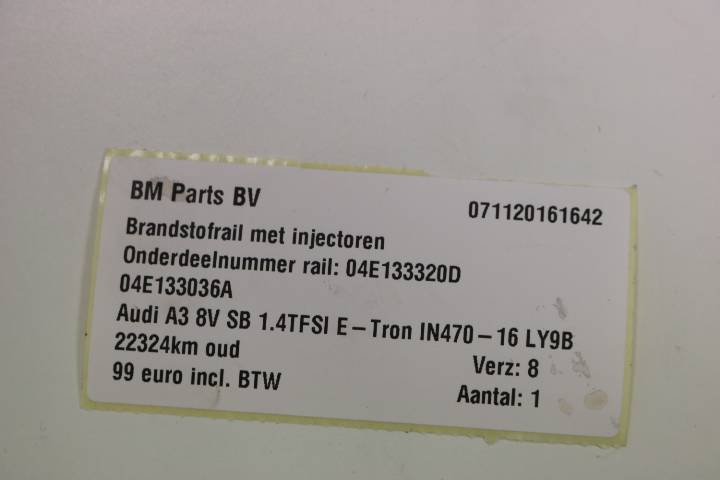 BM Parts BV 071120161642
Brandstofrail met injectoren
Onderdeelnummer rail: 04E133320D
04E133036A
Audi A3 8V SB 1.4TFSI E-Tron IN470-16 LY9B
22324km oud Verz: 8
99 euro incl. BTW Aantal: 1